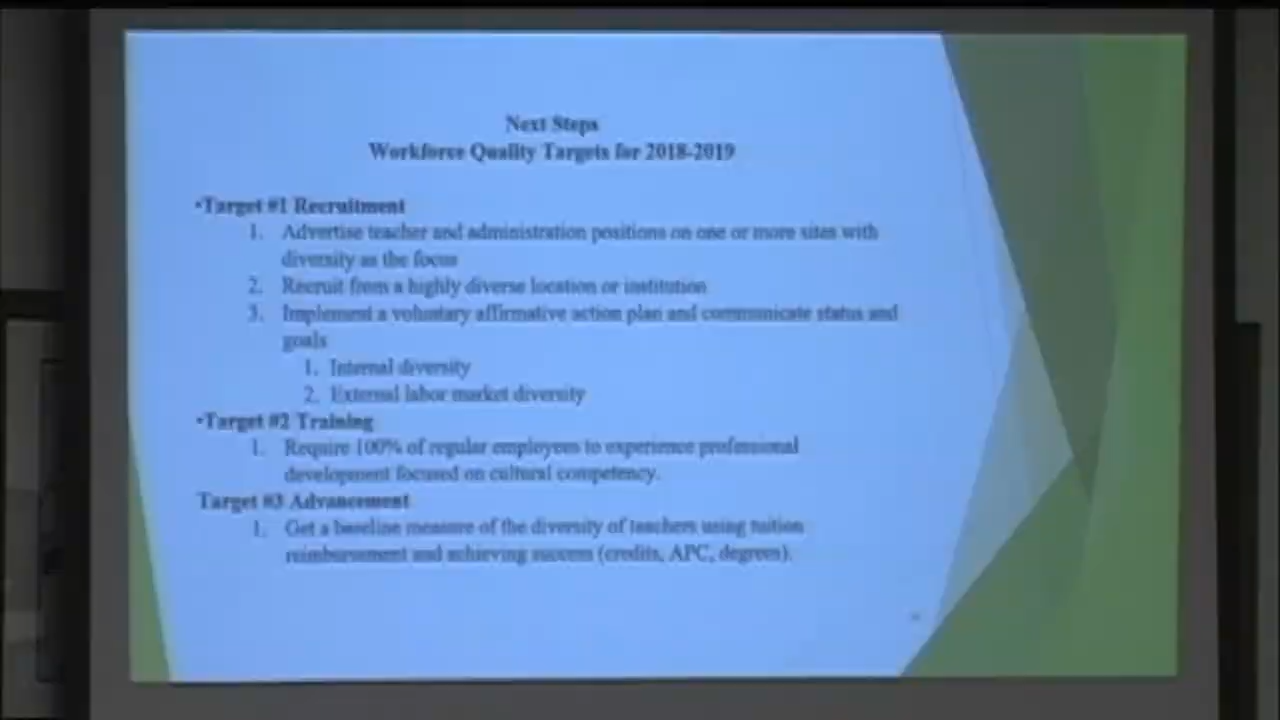 Next Steps
Workforce Quality Targets for 2018-2019
•Target #1 Recruitment
1. Advertise teacher and administration positions on one or more sites with
diversity as the focus
2. Recruit from a highly diverse location or institution
3. Implement a voluntary affirmative action plan and communicate status and
goals
1. Internal diversity
2. External labor market diversity
•Target #2 Training
1. Require 100% of regular employees to experience professional
development focused on cultural competency.
Target #3 Advancement
1. Get a baseline measure of the diversity of teachers using tuition
reimbursement and achieving success (credits, APC, degrees).